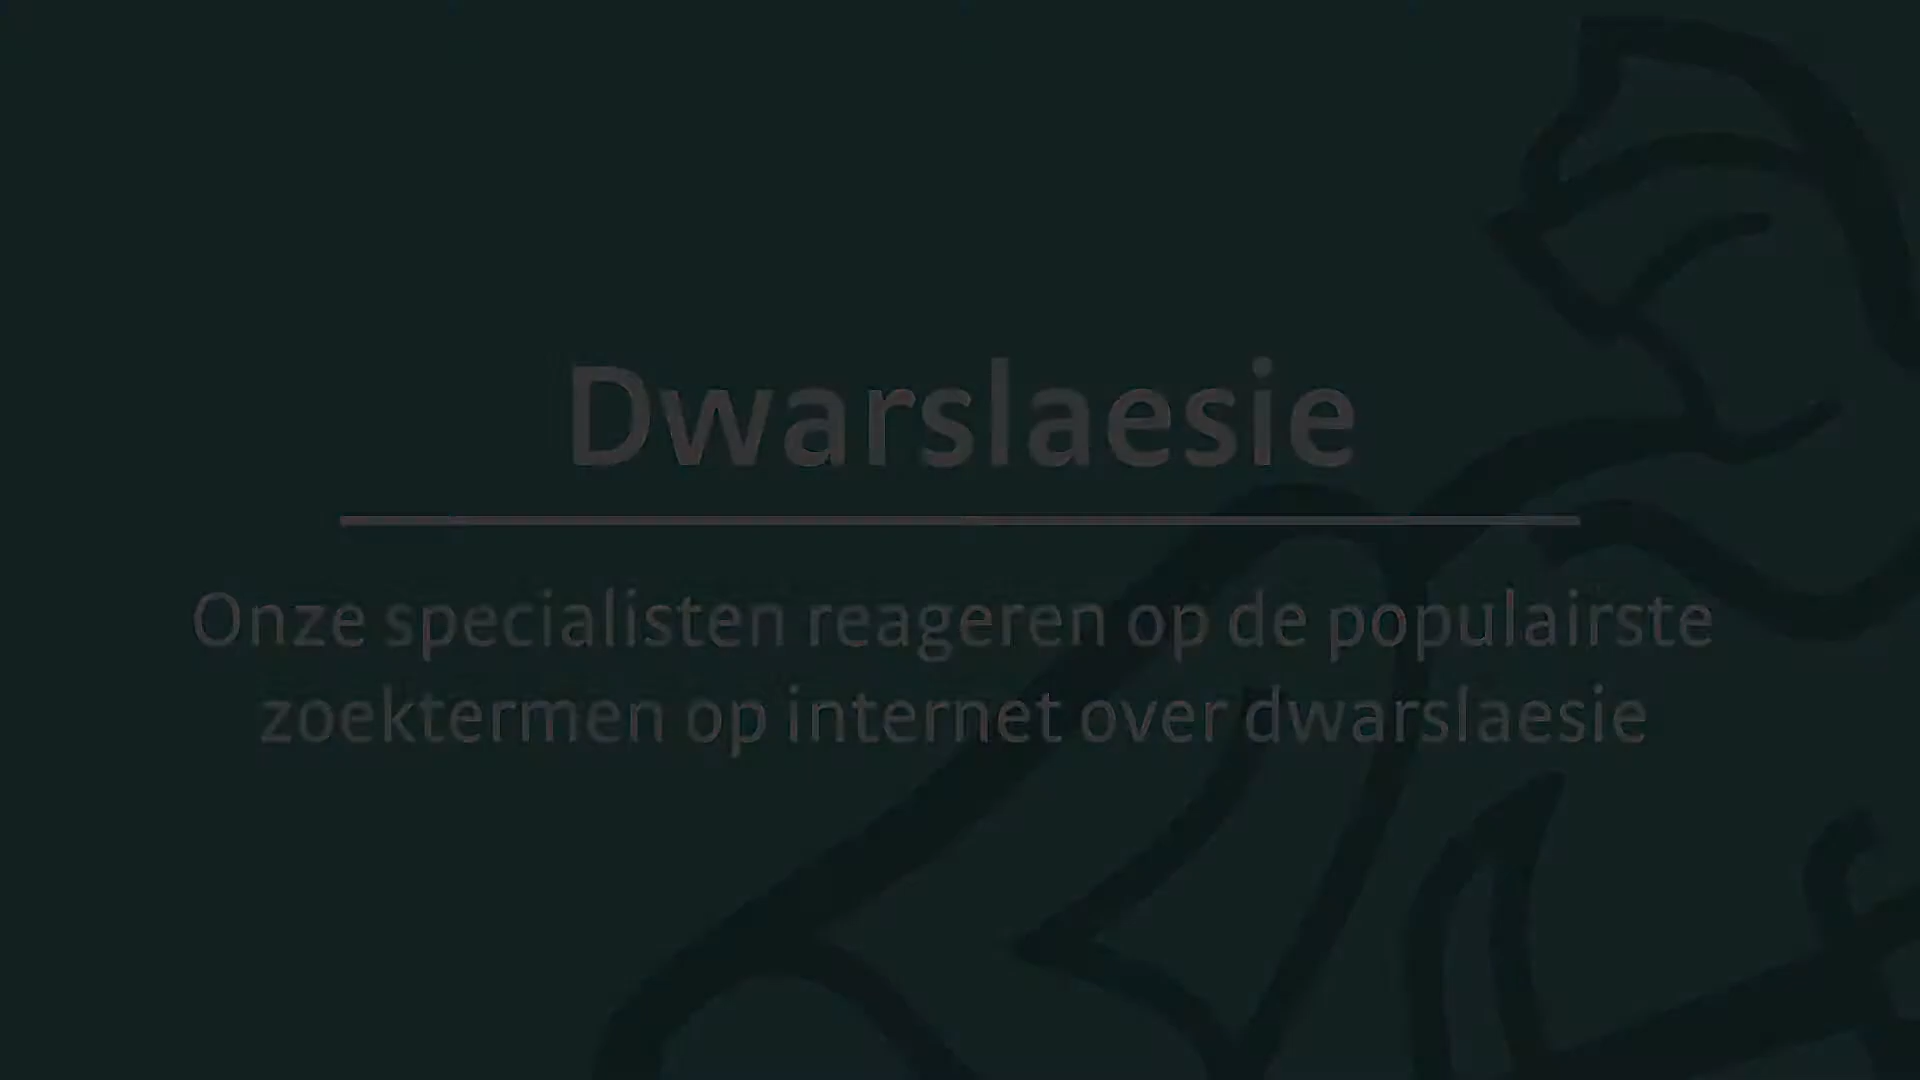 Dwarslaesie
Onze specialisten reageren op de populairste
zoektermen op internet over dwarslaesie